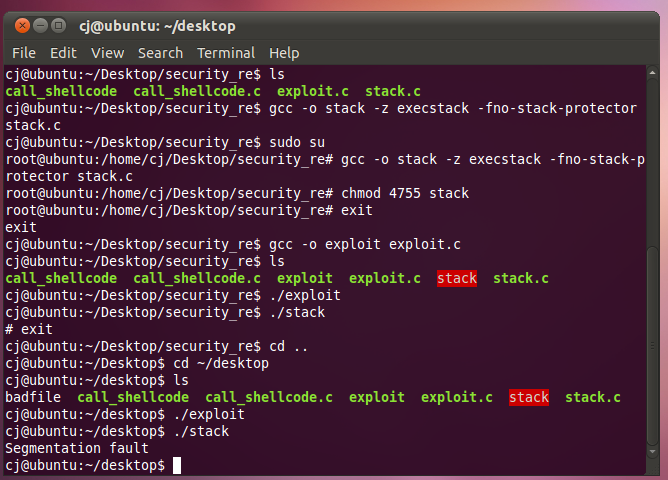 cj@ubuntu: ~/desktop
File Edit View Search Terminal Help
cj@ubuntu:~/Desktop/security_re$ ls
call_shellcode  call_shellcode.c  exploit.c  stack.c
cj@ubuntu:~/Desktop/security_re$ gcc -o stack -z execstack -fno-stack-protector
stack.c
cj@ubuntu:~/Desktop/security_re$ sudo su
root@ubuntu:/home/cj/Desktop/security_re# gcc -o stack -z execstack -fno-stack-p
rotector stack.c
root@ubuntu:/home/cj/Desktop/security_re# chmod 4755 stack
root@ubuntu:/home/cj/Desktop/security_re# exit
exit
cj@ubuntu:~/Desktop/security_re$ gcc -o exploit exploit.c
cj@ubuntu:~/Desktop/security_re$ ls
call_shellcode  call_shellcode.c  exploit  exploit.c  stack  stack.c
cj@ubuntu:~/Desktop/security_re$ ./exploit
cj@ubuntu:~/Desktop/security_re$ ./stack
# exit
cj@ubuntu:~/Desktop/security_re$ cd ..
cj@ubuntu:~/Desktop$ cd ~/desktop
cj@ubuntu:~/desktop$ ls
badfile  call_shellcode  call_shellcode.c  exploit  exploit.c  stack  stack.c
cj@ubuntu:~/desktop$ ./exploit
cj@ubuntu:~/desktop$ ./stack
Segmentation fault
cj@ubuntu:~/desktop$